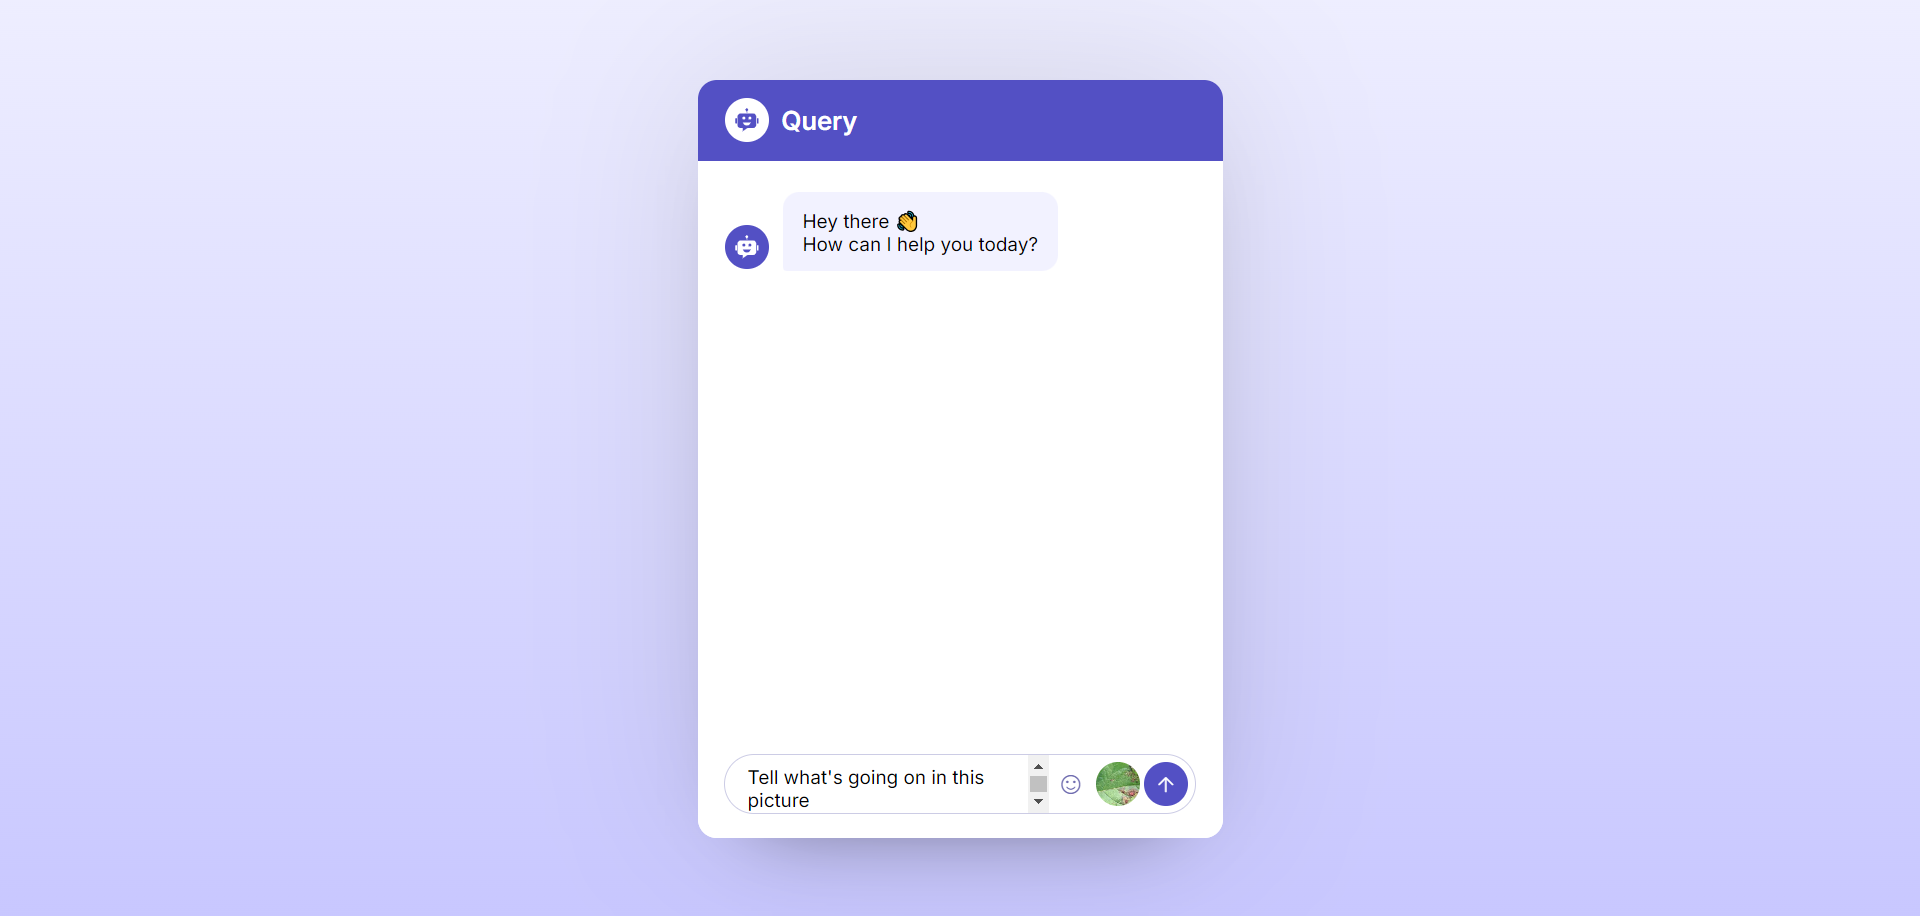 Query
Hey there 👋
How can I help you today?
Tell what's going on in this
picture